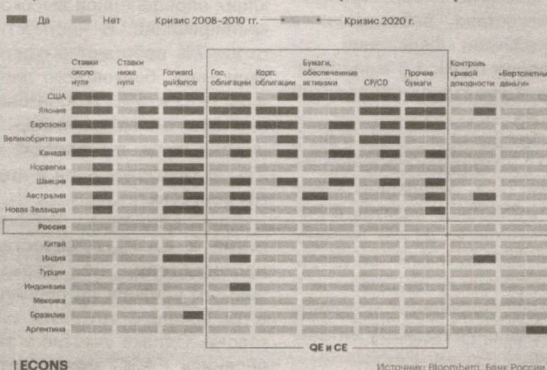 Да Нет Кризис 2008–2010 гг. Кризис 2020 г.
Ставки около нуля
Ставки ниже нуля
Forward guidance
Гос. облигации
Корп. облигации
Бумаги, обеспеченные активами
CP/CD
Прочие бумаги
Контроль кривой доходности
«Вертолетные деньги»
США
Япония
Еврозона
Великобритания
Канада
Норвегия
Швеция
Австралия
Новая Зеландия
Россия
Китай
Индия
Турция
Индонезия
Мексика
Бразилия
Аргентина
QE и CE
ECONS
Источники: Bloomberg, Банк России